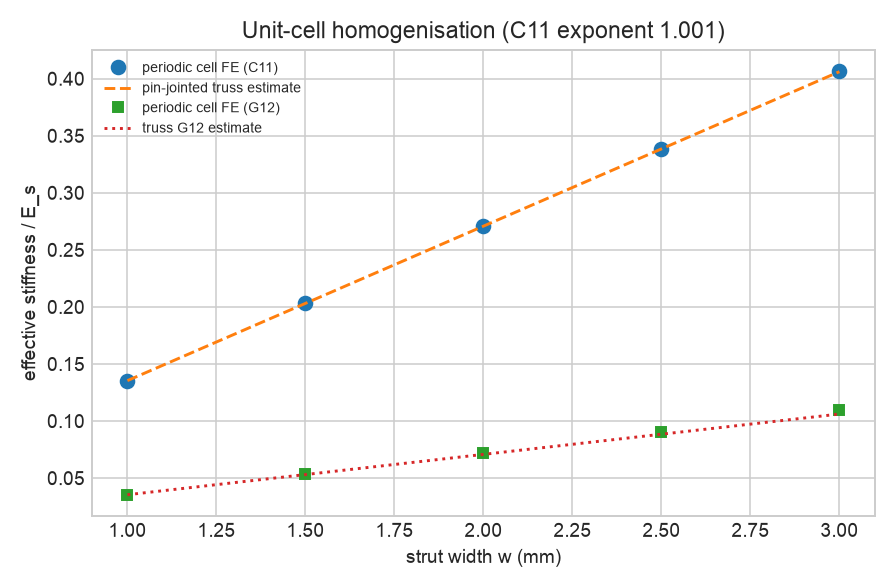 Unit-cell homogenisation (C11 exponent 1.001)
periodic cell FE (C11)
pin-jointed truss estimate
periodic cell FE (G12)
truss G12 estimate
effective stiffness / E_s
0.40
0.35
0.30
0.25
0.20
0.15
0.10
0.05
1.00 1.25 1.50 1.75 2.00 2.25 2.50 2.75 3.00
strut width w (mm)